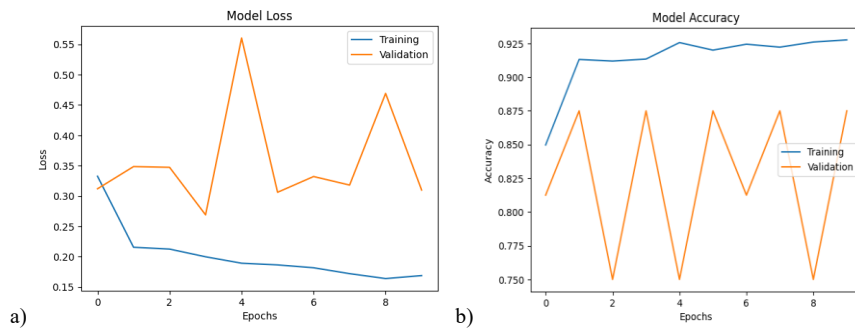 Model Loss
0.55
0.50
0.45
0.40
0.35
0.30
0.25
0.20
0.15
Loss
Training
Validation
0 2 4 6 8
Epochs
a)
Model Accuracy
0.925
0.900
0.875
0.850
0.825
0.800
0.775
0.750
Accuracy
Training
Validation
0 2 4 6 8
Epochs
b)